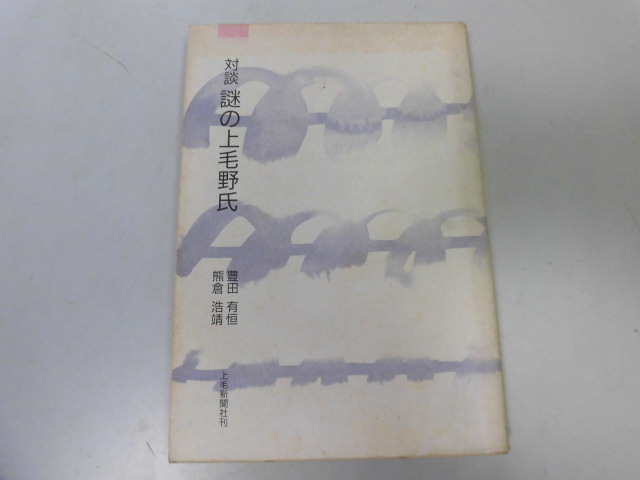 対談 謎の上毛野氏
豊田 有恒
熊倉 浩靖
上毛新聞社刊